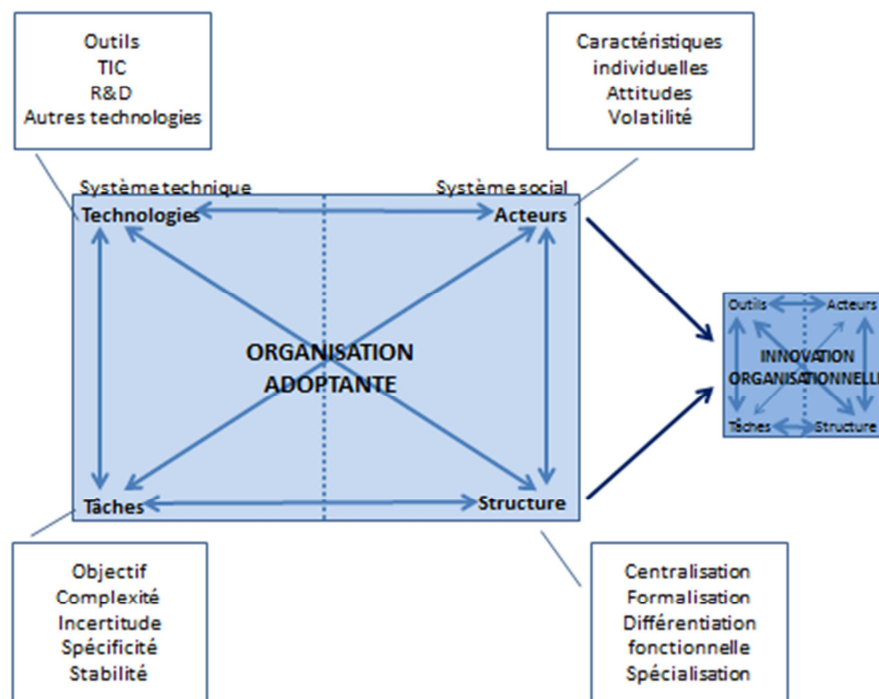 Outils
TIC
R&D
Autres technologies
Caractéristiques
individuelles
Attitudes
Volatilité
Système technique
Système social
Technologies
Acteurs
ORGANISATION
ADOPTANTE
Tâches
Structure
Outils
Acteurs
INNOVATION
ORGANISATIONNELLE
Tâches
Structure
Objectif
Complexité
Incertitude
Spécificité
Stabilité
Centralisation
Formalisation
Différentiation
fonctionnelle
Spécialisation